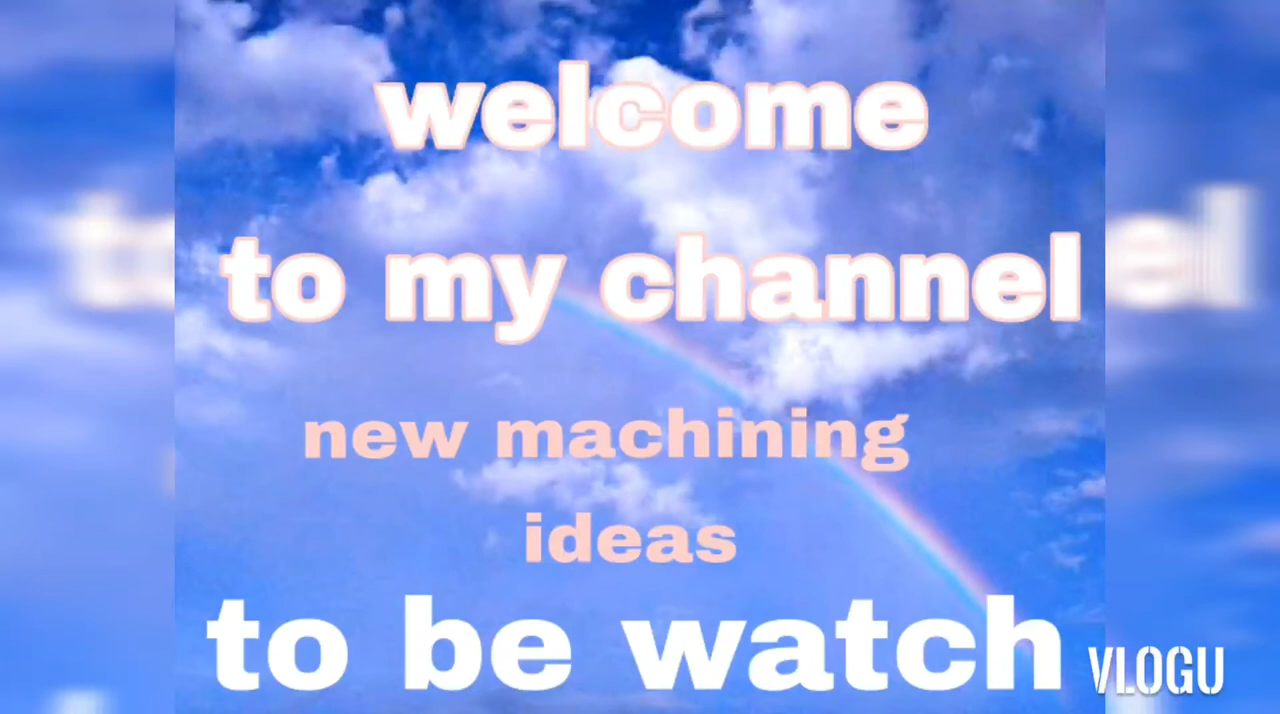 welcome
to my channel
new machining
ideas
to be watch
VLOGU